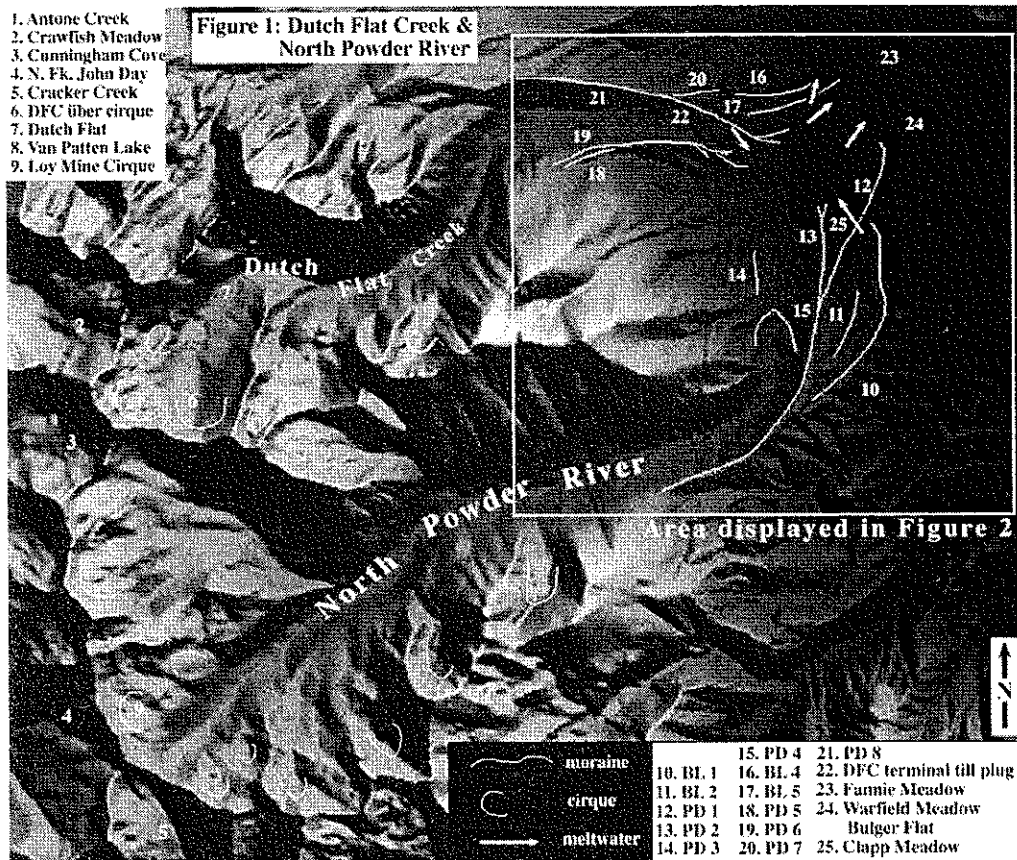 1. Antone Creek
2. Crawfish Meadow
3. Cunningham Cove
4. N. Fk. John Day
5. Cracker Creek
6. DFC über cirque
7. Dutch Flat
8. Van Patten Lake
9. Loy Mine Cirque
Figure 1: Dutch Flat Creek &
North Powder River
23
20
16
21
17
22
24
19
18
12
13
25
14
15
11
10
Dutch
Flat Creek
7
2
6
3
North Powder River
Area displayed in Figure 2
N
4
5
moraine
cirque
meltwater
15. PD 4 21. PD 8
10. BL 1 16. BL 4 22. DFC terminal till plug
11. BL 2 17. BL 5 23. Fannie Meadow
12. PD 1 18. PD 5 24. Warfield Meadow
13. PD 2 19. PD 6 Bulger Flat
14. PD 3 20. PD 7 25. Clapp Meadow